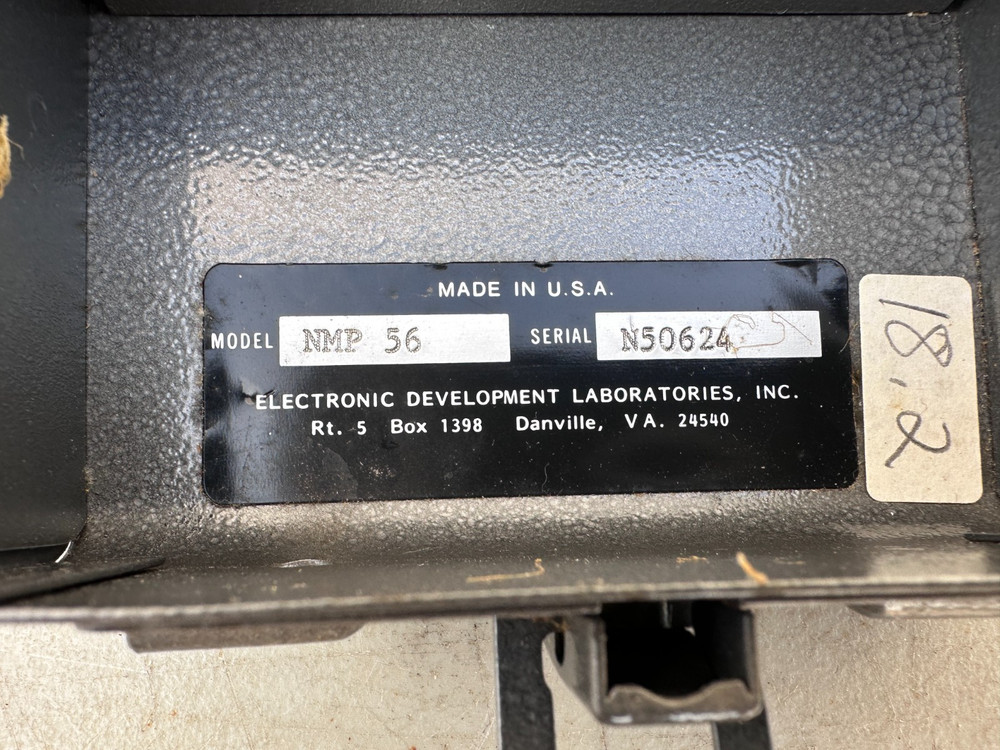 MADE IN U.S.A.
MODEL NMP 56 SERIAL N50624
ELECTRONIC DEVELOPMENT LABORATORIES, INC.
Rt. 5 Box 1398 Danville, VA. 24540
18.2